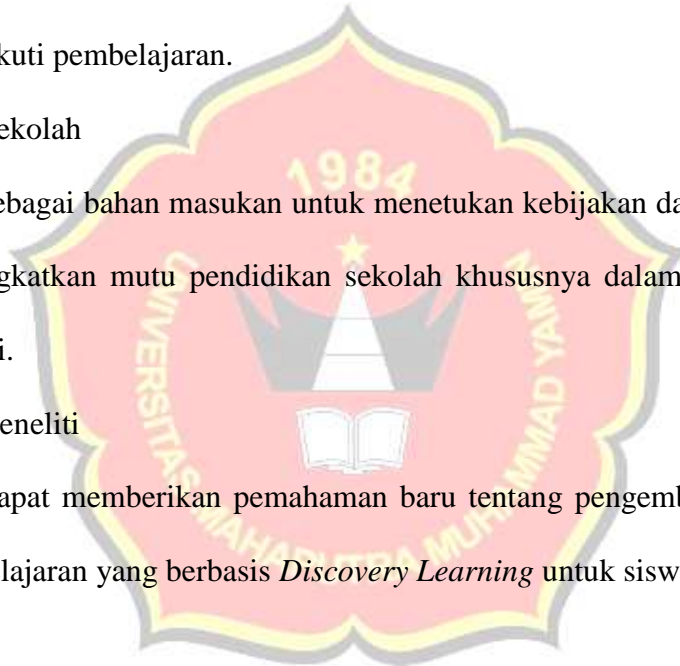 kuti pembelajaran.
ekolah
1984
ebagai bahan masukan untuk menetukan kebijakan da
gkatkan mutu pendidikan sekolah khususnya dalam
i.
UNIVERSITAS MAHAPUTRA MUHAMMAD YAMIN
eneliti
apat memberikan pemahaman baru tentang pengemb
lajaran yang berbasis Discovery Learning untuk sisw